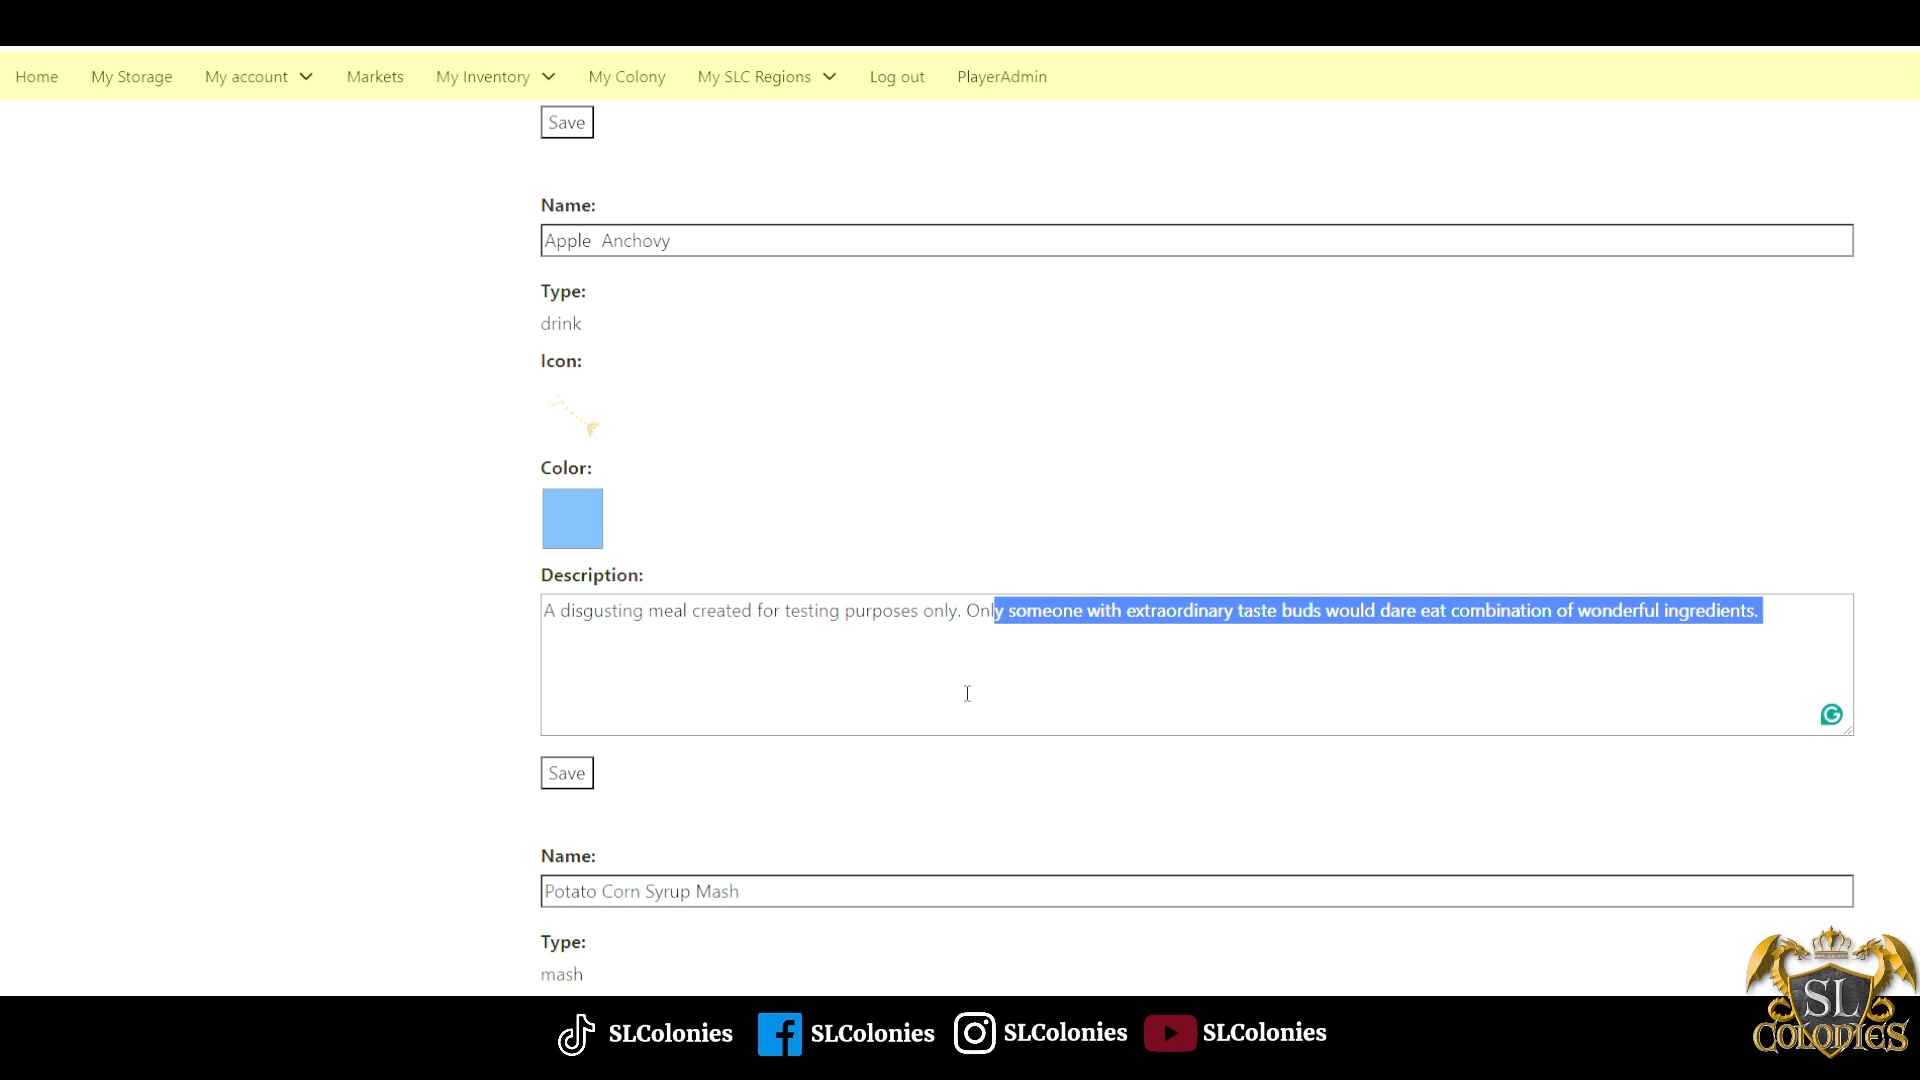 Home My Storage My account Markets My Inventory My Colony My SLC Regions Log out PlayerAdmin
Save
Name:
Apple  Anchovy
Type:
drink
Icon:
Color:
Description:
A disgusting meal created for testing purposes only. Only someone with extraordinary taste buds would dare eat combination of wonderful ingredients.
Save
Name:
Potato Corn Syrup Mash
Type:
mash
SL
COLONIES
SLColonies SLColonies SLColonies SLColonies